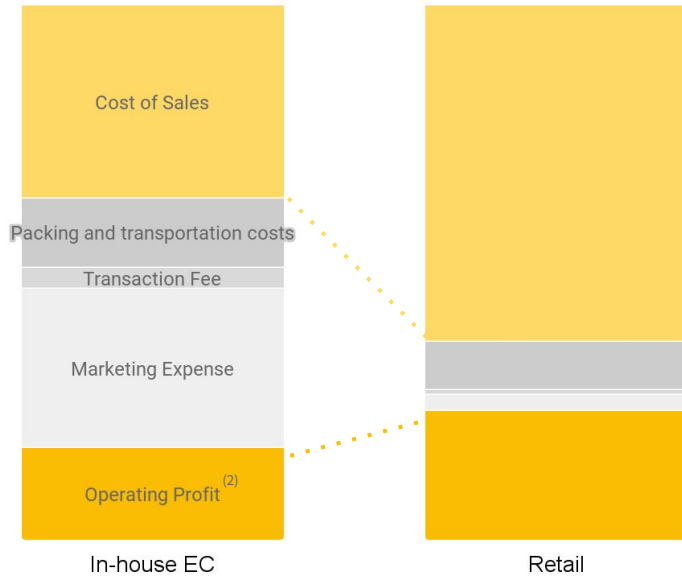 Cost of Sales
Packing and transportation costs
Transaction Fee
Marketing Expense
Operating Profit (2)
In-house EC
Retail